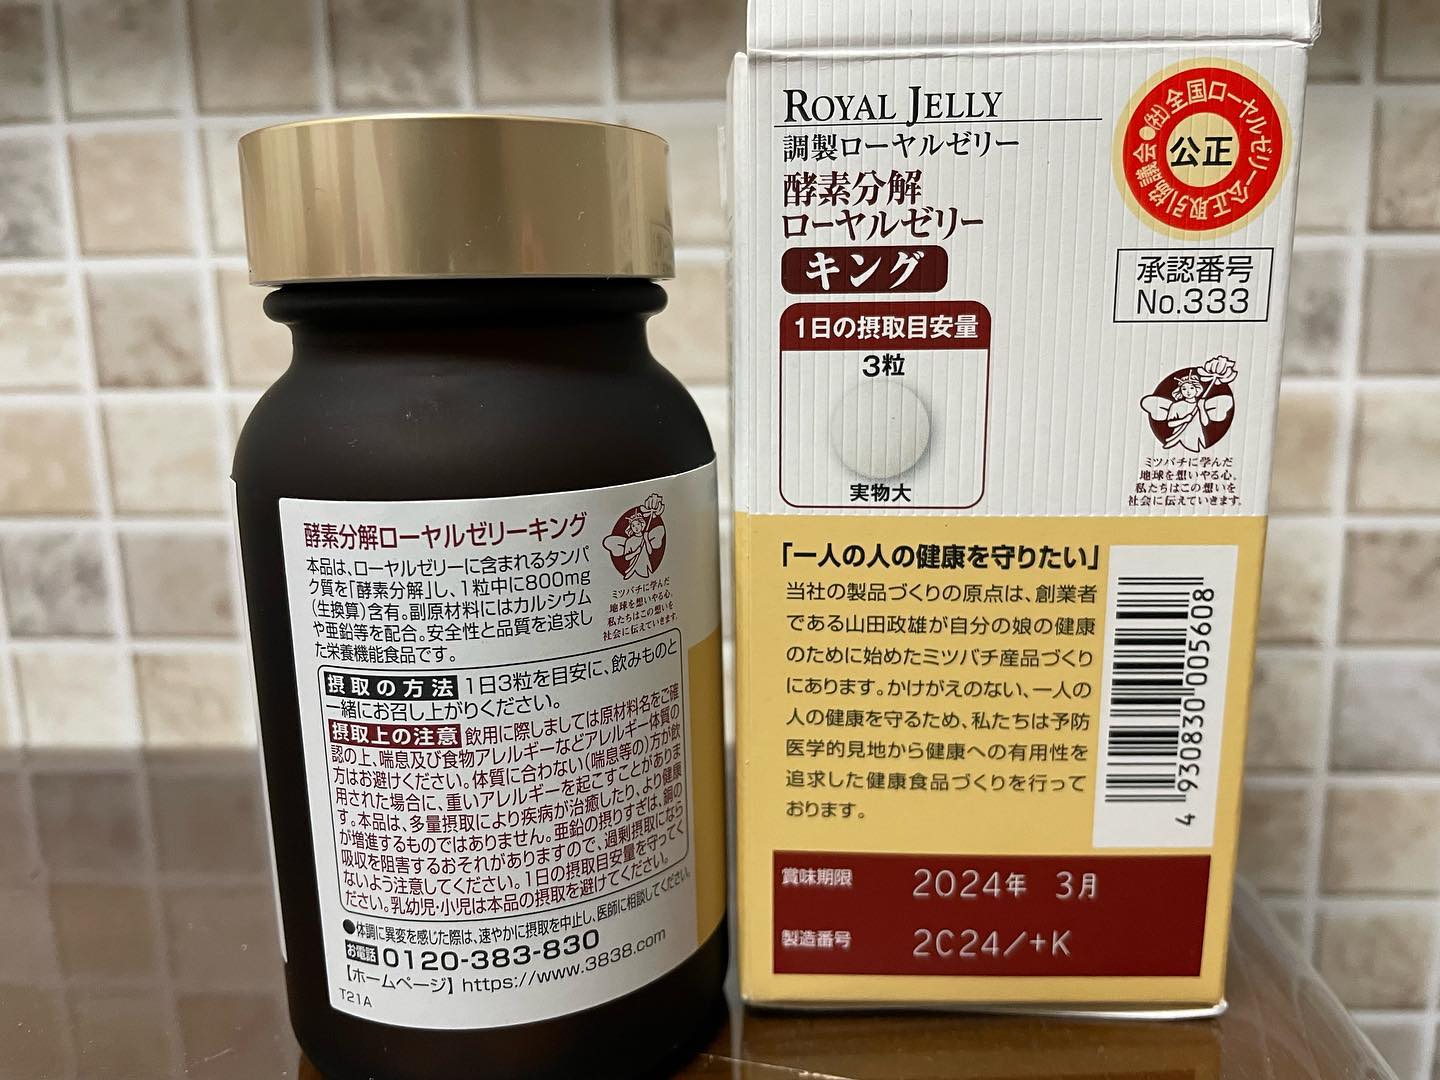 酵素分解ローヤルゼリーキング
本品は、ローヤルゼリーに含まれるタンパ
ク質を「酵素分解」し、1粒中に800mg
(生換算)含有。副原材料にはカルシウム
や亜鉛等を配合。安全性と品質を追求し
た栄養機能食品です。
ミツバチに学んだ
地球を想いやる心。
私たちはこの想いを
社会に伝えていきます。
摂取の方法 1日3粒を目安に、飲みものと
一緒にお召し上がりください。
摂取上の注意 飲用に際しましては原材料名をご確
認の上、喘息及び食物アレルギーなどアレルギー体質の
方はお避けください。体質に合わない(喘息等の)方が飲
用された場合に、重いアレルギーを起こすことがありま
す。本品は、多量摂取により疾病が治癒したり、より健康
が増進するものではありません。亜鉛の摂りすぎは、銅の
吸収を阻害するおそれがありますので、過剰摂取になら
ないよう注意してください。1日の摂取目安量を守ってく
ださい。乳幼児・小児は本品の摂取を避けてください。
●体調に異変を感じた際は、速やかに摂取を中止し、医師に相談してください。
お電話 0120-383-830
【ホームページ】https://www.3838.com
T21A
ROYAL JELLY
調製ローヤルゼリー
酵素分解
ローヤルゼリー
キング
1日の摂取目安量
3粒
実物大
(社)全国ローヤルゼリー公正取引協議会
公正
承認番号
No.333
ミツバチに学んだ
地球を想いやる心。
私たちはこの想いを
社会に伝えていきます。
「一人の人の健康を守りたい」
当社の製品づくりの原点は、創業者
である山田政雄が自分の娘の健康
のために始めたミツバチ産品づくり
にあります。かけがえのない、一人の
人の健康を守るため、私たちは予防
医学的見地から健康への有用性を
追求した健康食品づくりを行って
おります。
4 930830 005608
賞味期限 2024年 3月
製造番号 2C24/+K